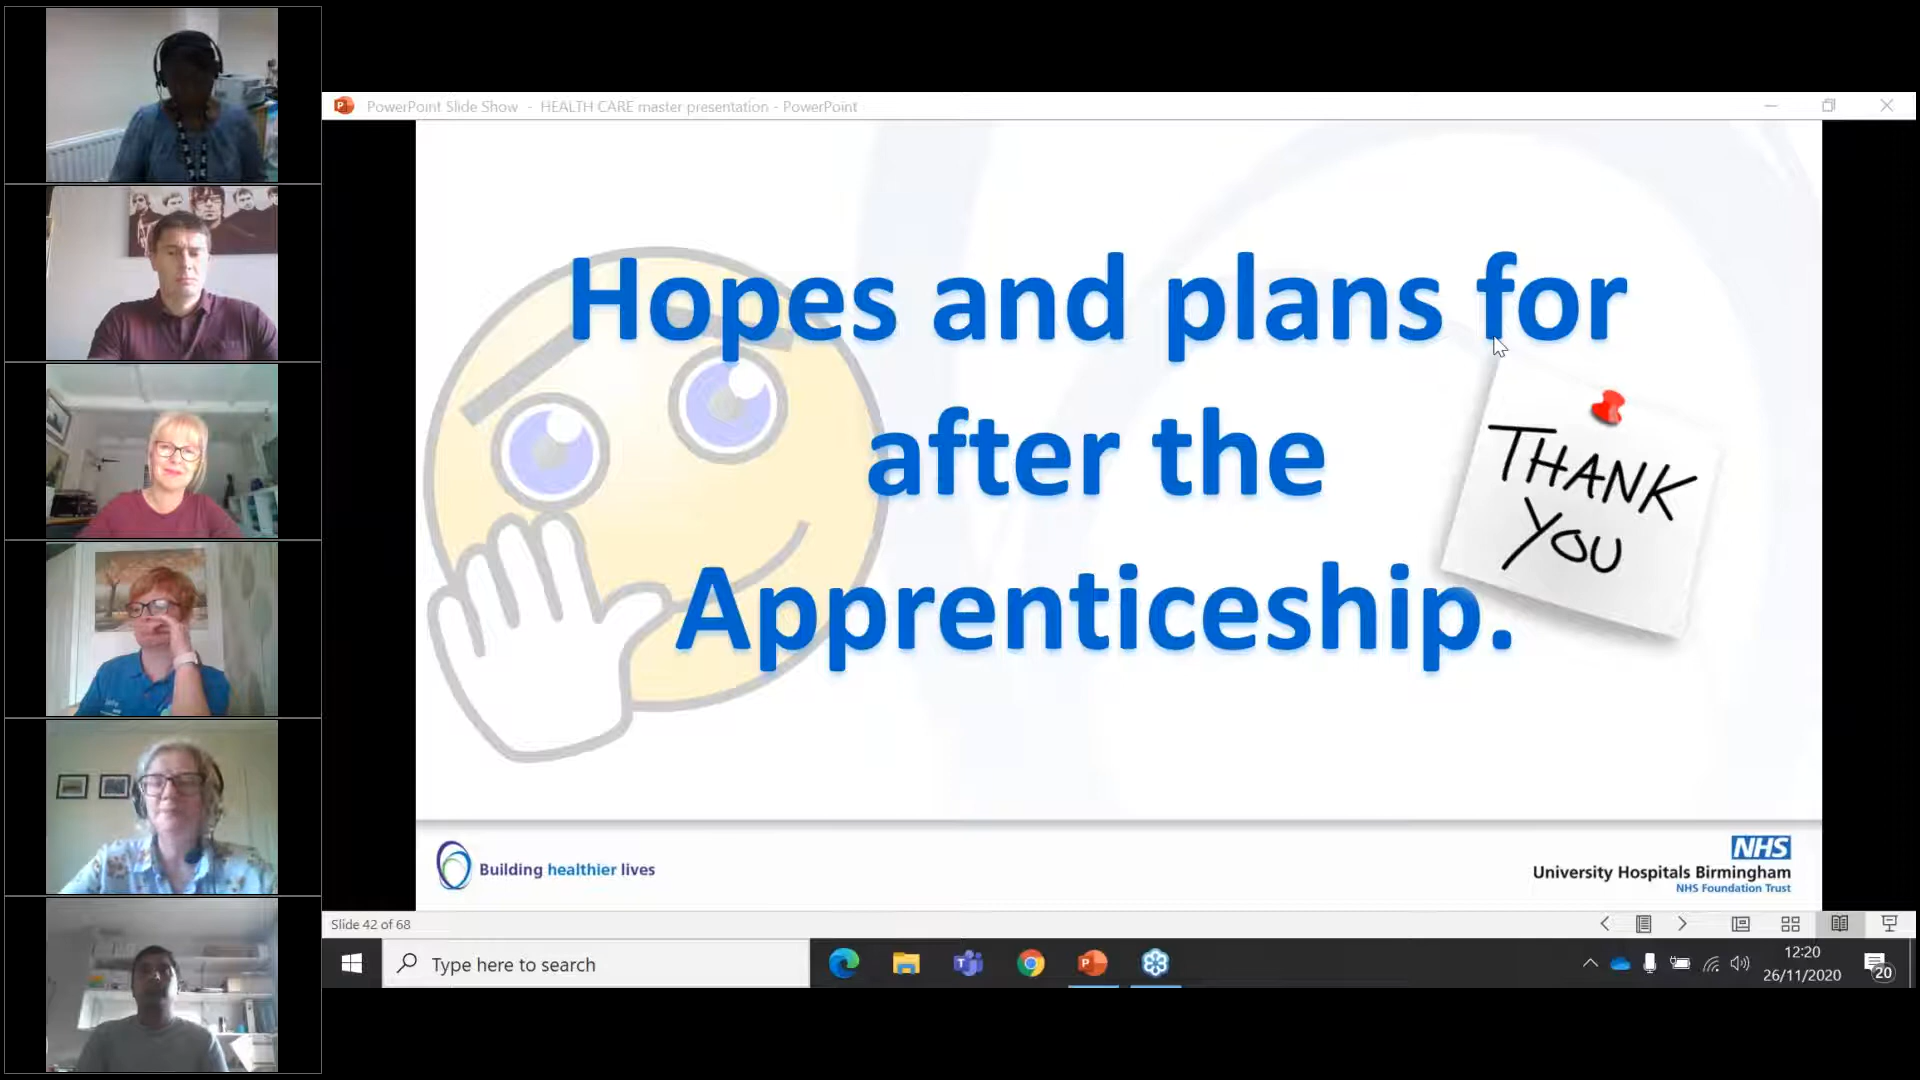 PowerPoint Slide Show - HEALTH CARE master presentation - PowerPoint
Hopes and plans for
after the
Apprenticeship.
THANK
YOU
Building healthier lives
NHS
University Hospitals Birmingham
NHS Foundation Trust
Slide 42 of 68
Type here to search
12:20
26/11/2020
20